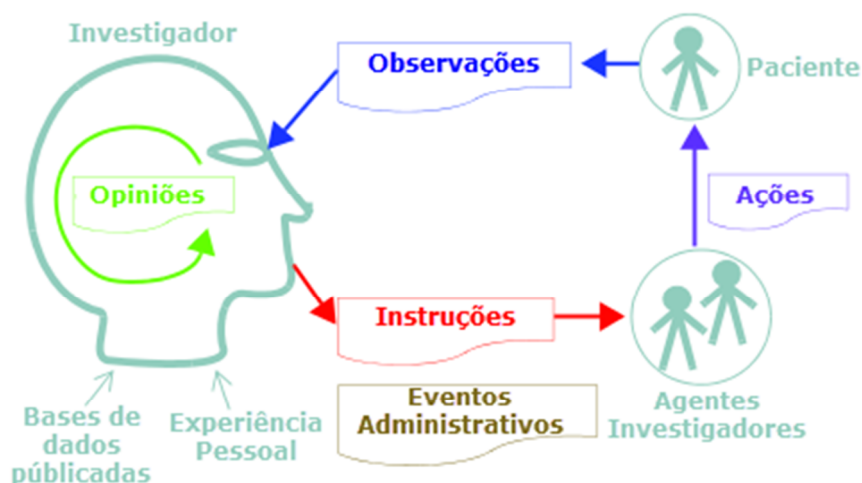 Investigador
Observações
Paciente
Opiniões
Ações
Instruções
Eventos
Administrativos
Agentes
Investigadores
Bases de
dados
públicadas
Experiência
Pessoal